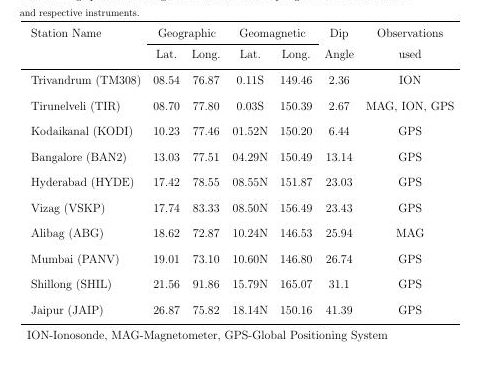 and respective instruments.
Station Name Geographic Geomagnetic Dip Observations
Lat. Long. Lat. Long. Angle used
Trivandrum (TM308) 08.54 76.87 0.11S 149.46 2.36 ION
Tirunelveli (TIR) 08.70 77.80 0.03S 150.39 2.67 MAG, ION, GPS
Kodaikanal (KODI) 10.23 77.46 01.52N 150.20 6.44 GPS
Bangalore (BAN2) 13.03 77.51 04.29N 150.49 13.14 GPS
Hyderabad (HYDE) 17.42 78.55 08.55N 151.87 23.03 GPS
Vizag (VSKP) 17.74 83.33 08.50N 156.49 23.43 GPS
Alibag (ABG) 18.62 72.87 10.24N 146.53 25.94 MAG
Mumbai (PANV) 19.01 73.10 10.60N 146.80 26.74 GPS
Shillong (SHIL) 21.56 91.86 15.79N 165.07 31.1 GPS
Jaipur (JAIP) 26.87 75.82 18.14N 150.16 41.39 GPS
ION-Ionosonde, MAG-Magnetometer, GPS-Global Positioning System